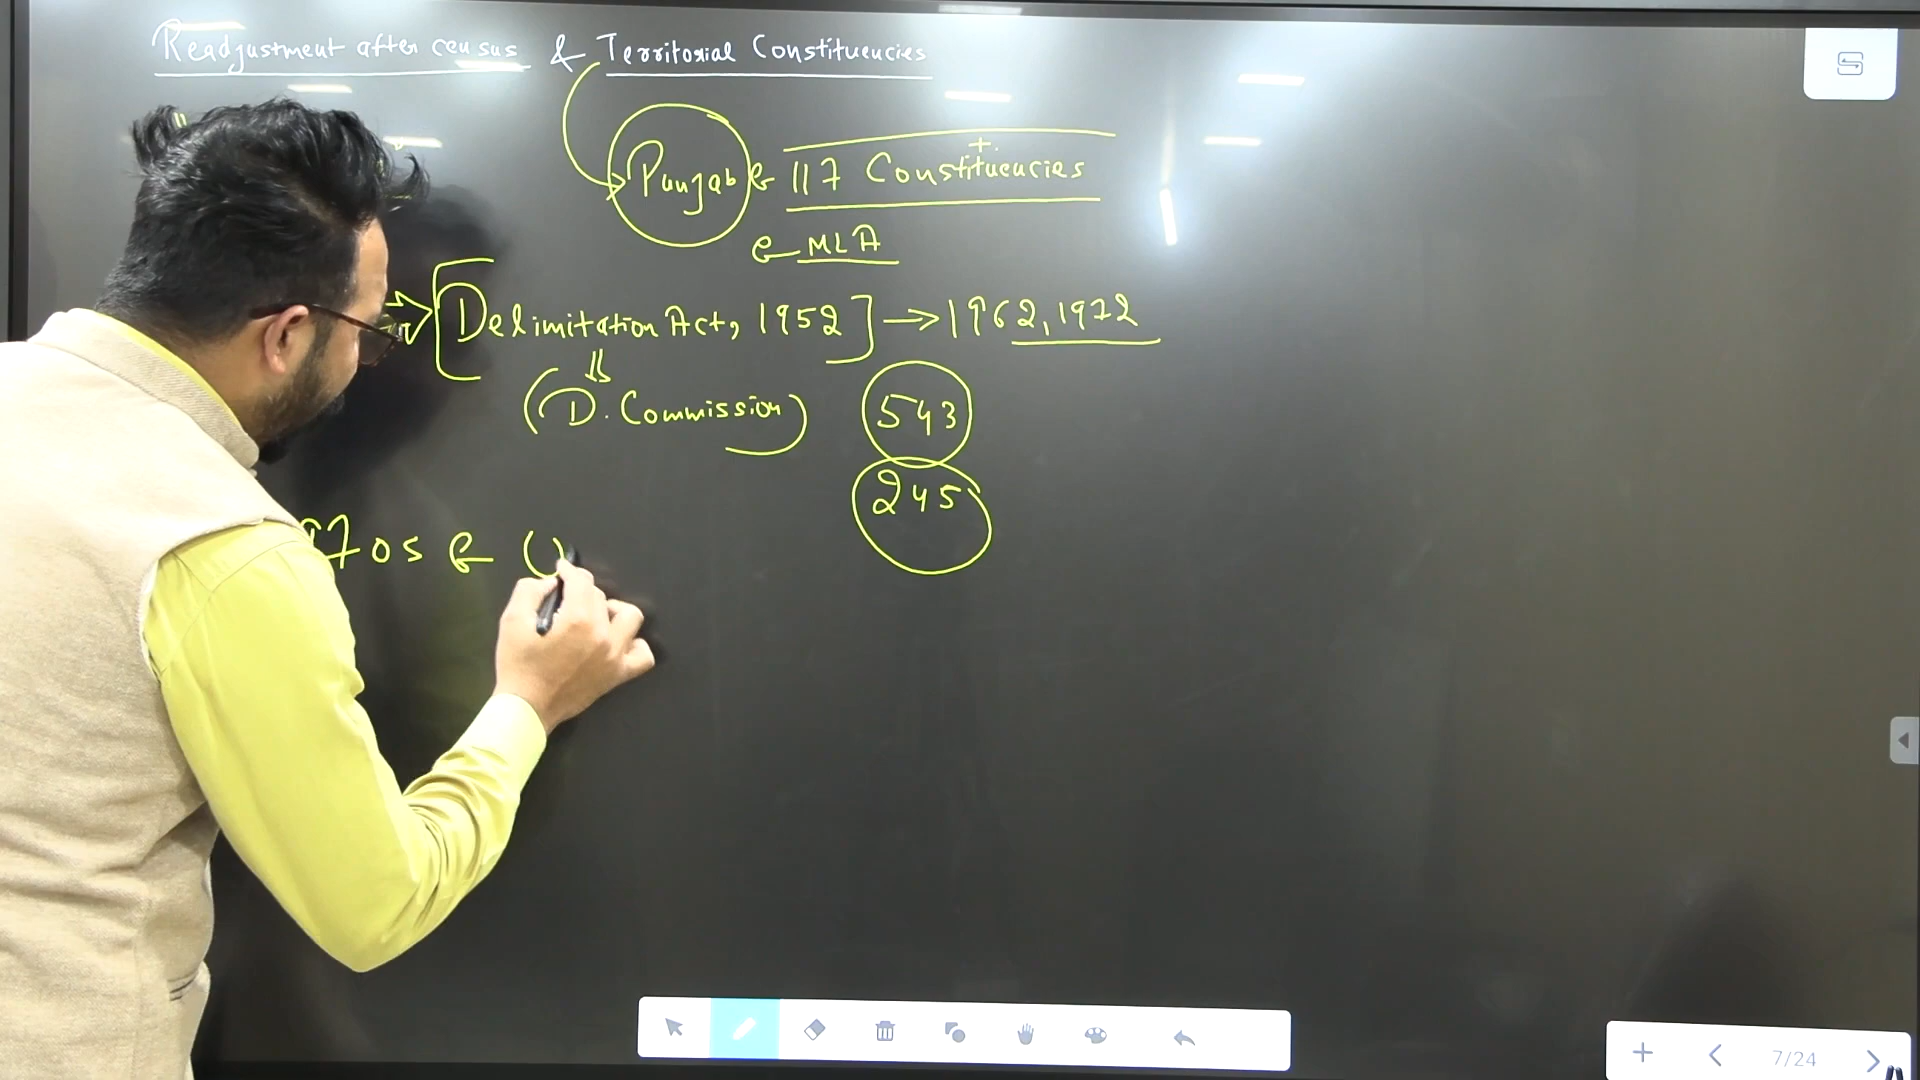 Readjustment after census & Territorial Constituencies
Punjab 117 Constituencies
MLA
Delimitation Act, 1952 → 1962, 1972
(D. Commission)
543
245
970s
7/24